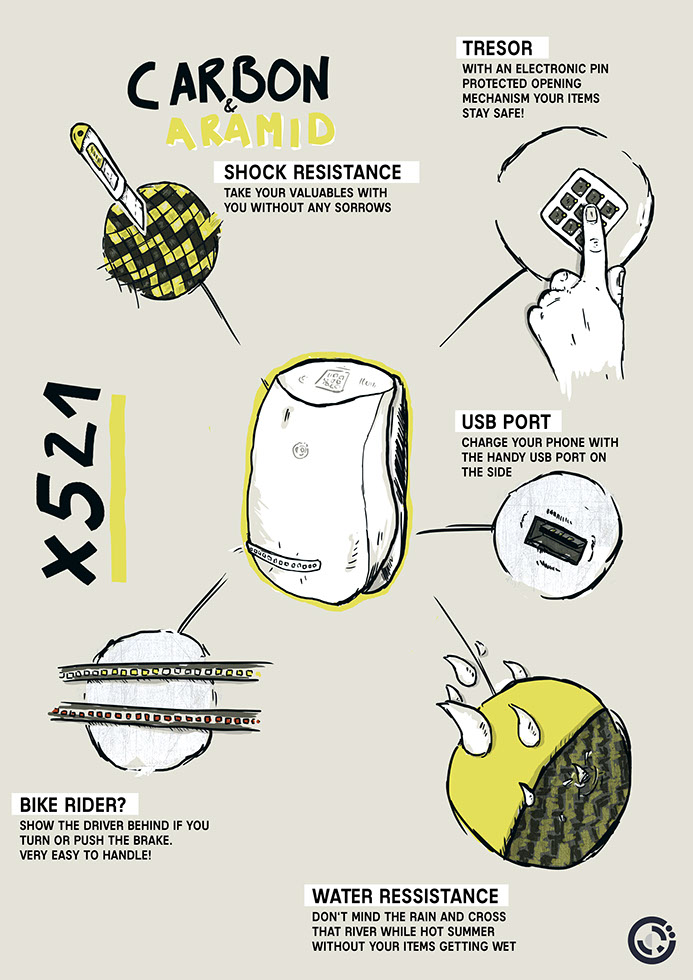 CARBON
&
ARAMID
SHOCK RESISTANCE
TAKE YOUR VALUABLES WITH
YOU WITHOUT ANY SORROWS
TRESOR
WITH AN ELECTRONIC PIN
PROTECTED OPENING
MECHANISM YOUR ITEMS
STAY SAFE!
x521
USB PORT
CHARGE YOUR PHONE WITH
THE HANDY USB PORT ON
THE SIDE
BIKE RIDER?
SHOW THE DRIVER BEHIND IF YOU
TURN OR PUSH THE BRAKE.
VERY EASY TO HANDLE!
WATER RESSISTANCE
DON'T MIND THE RAIN AND CROSS
THAT RIVER WHILE HOT SUMMER
WITHOUT YOUR ITEMS GETTING WET